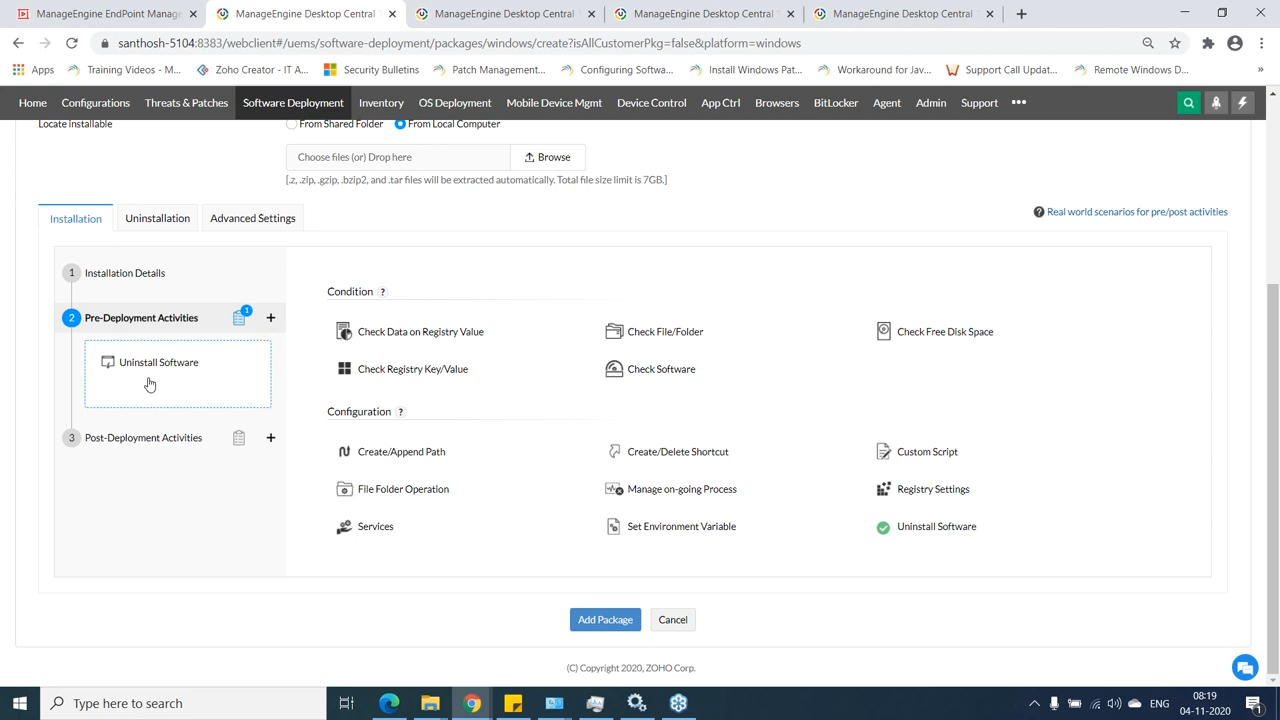 ManageEngine EndPoint Manageme
ManageEngine Desktop Central
ManageEngine Desktop Central
ManageEngine Desktop Central
ManageEngine Desktop Central
santhosh-5104:8383/webclient#/uems/software-deployment/packages/windows/create?isAllCustomerPkg=false&platform=windows
Apps Training Videos - M... Zoho Creator - IT A... Security Bulletins Patch Management... Configuring Softwa... Install Windows Pat... Workaround for Jav... Support Call Updat... Remote Windows D...
Home Configurations Threats & Patches Software Deployment Inventory OS Deployment Mobile Device Mgmt Device Control App Ctrl Browsers BitLocker Agent Admin Support
Locate Installable From Shared Folder From Local Computer
Choose files (or) Drop here Browse
[.z, .zip, .gzip, .bzip2, and .tar files will be extracted automatically. Total file size limit is 7GB.]
Installation Uninstallation Advanced Settings
Real world scenarios for pre/post activities
1 Installation Details
2 Pre-Deployment Activities 1 +
Uninstall Software
3 Post-Deployment Activities +
Condition ?
Check Data on Registry Value Check File/Folder Check Free Disk Space
Check Registry Key/Value Check Software
Configuration ?
Create/Append Path Create/Delete Shortcut Custom Script
File Folder Operation Manage on-going Process Registry Settings
Services Set Environment Variable Uninstall Software
Add Package Cancel
(C) Copyright 2020, ZOHO Corp.
Type here to search
ENG
08:19
04-11-2020
1